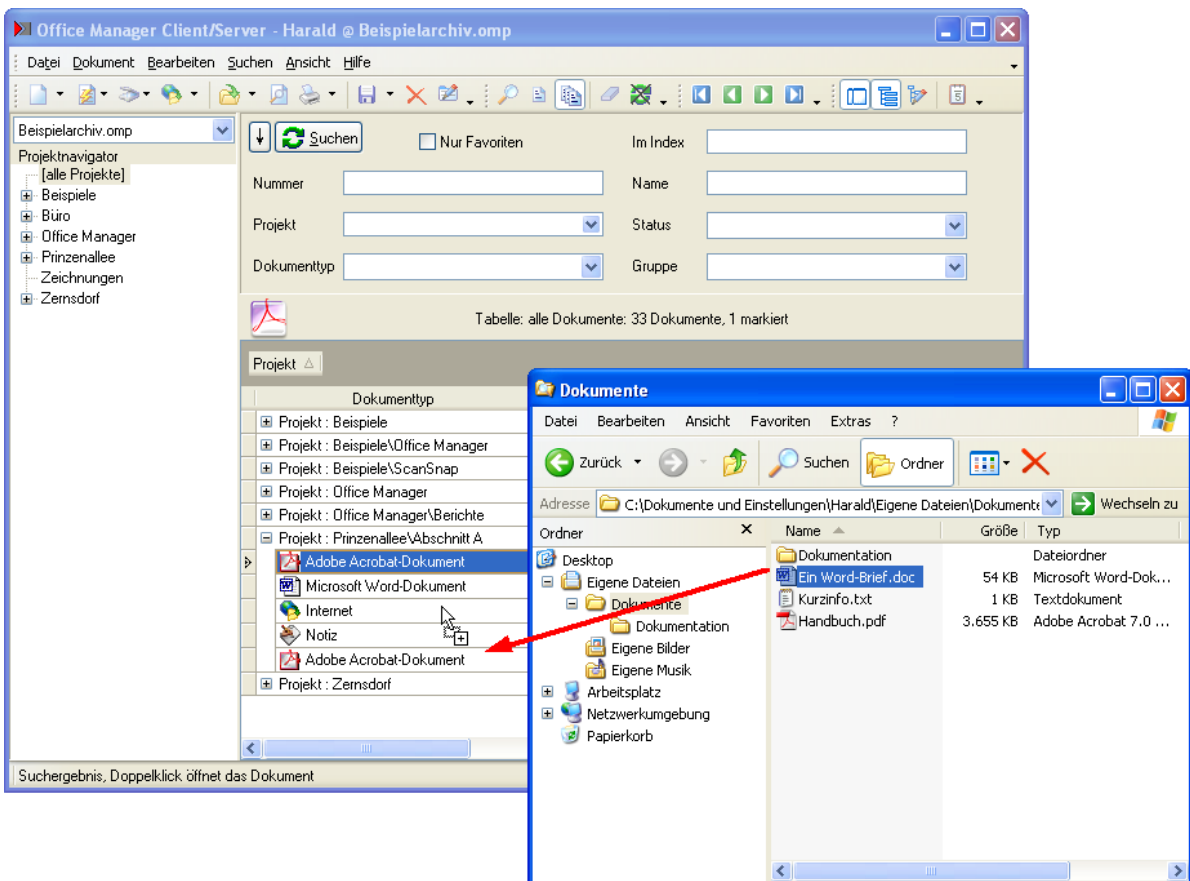 Office Manager Client/Server - Harald @ Beispielarchiv.omp
Datei Dokument Bearbeiten Suchen Ansicht Hilfe
Beispielarchiv.omp
Projektnavigator
[alle Projekte]
Beispiele
Büro
Office Manager
Prinzenallee
Zeichnungen
Zernsdorf
Suchen
Nur Favoriten
Im Index
Nummer
Name
Projekt
Status
Dokumenttyp
Gruppe
Tabelle: alle Dokumente: 33 Dokumente, 1 markiert
Projekt
Dokumenttyp
Projekt : Beispiele
Projekt : Beispiele\Office Manager
Projekt : Beispiele\ScanSnap
Projekt : Office Manager
Projekt : Office Manager\Berichte
Projekt : Prinzenallee\Abschnitt A
Adobe Acrobat-Dokument
Microsoft Word-Dokument
Internet
Notiz
Adobe Acrobat-Dokument
Projekt : Zernsdorf
Suchergebnis, Doppelklick öffnet das Dokument
Dokumente
Datei Bearbeiten Ansicht Favoriten Extras ?
Zurück Suchen Ordner
Adresse C:\Dokumente und Einstellungen\Harald\Eigene Dateien\Dokumente Wechseln zu
Ordner X
Desktop
Eigene Dateien
Dokumente
Dokumentation
Eigene Bilder
Eigene Musik
Arbeitsplatz
Netzwerkumgebung
Papierkorb
Name Größe Typ
Dokumentation Dateiordner
Ein Word-Brief.doc 54 KB Microsoft Word-Dok...
Kurzinfo.txt 1 KB Textdokument
Handbuch.pdf 3.655 KB Adobe Acrobat 7.0 ...